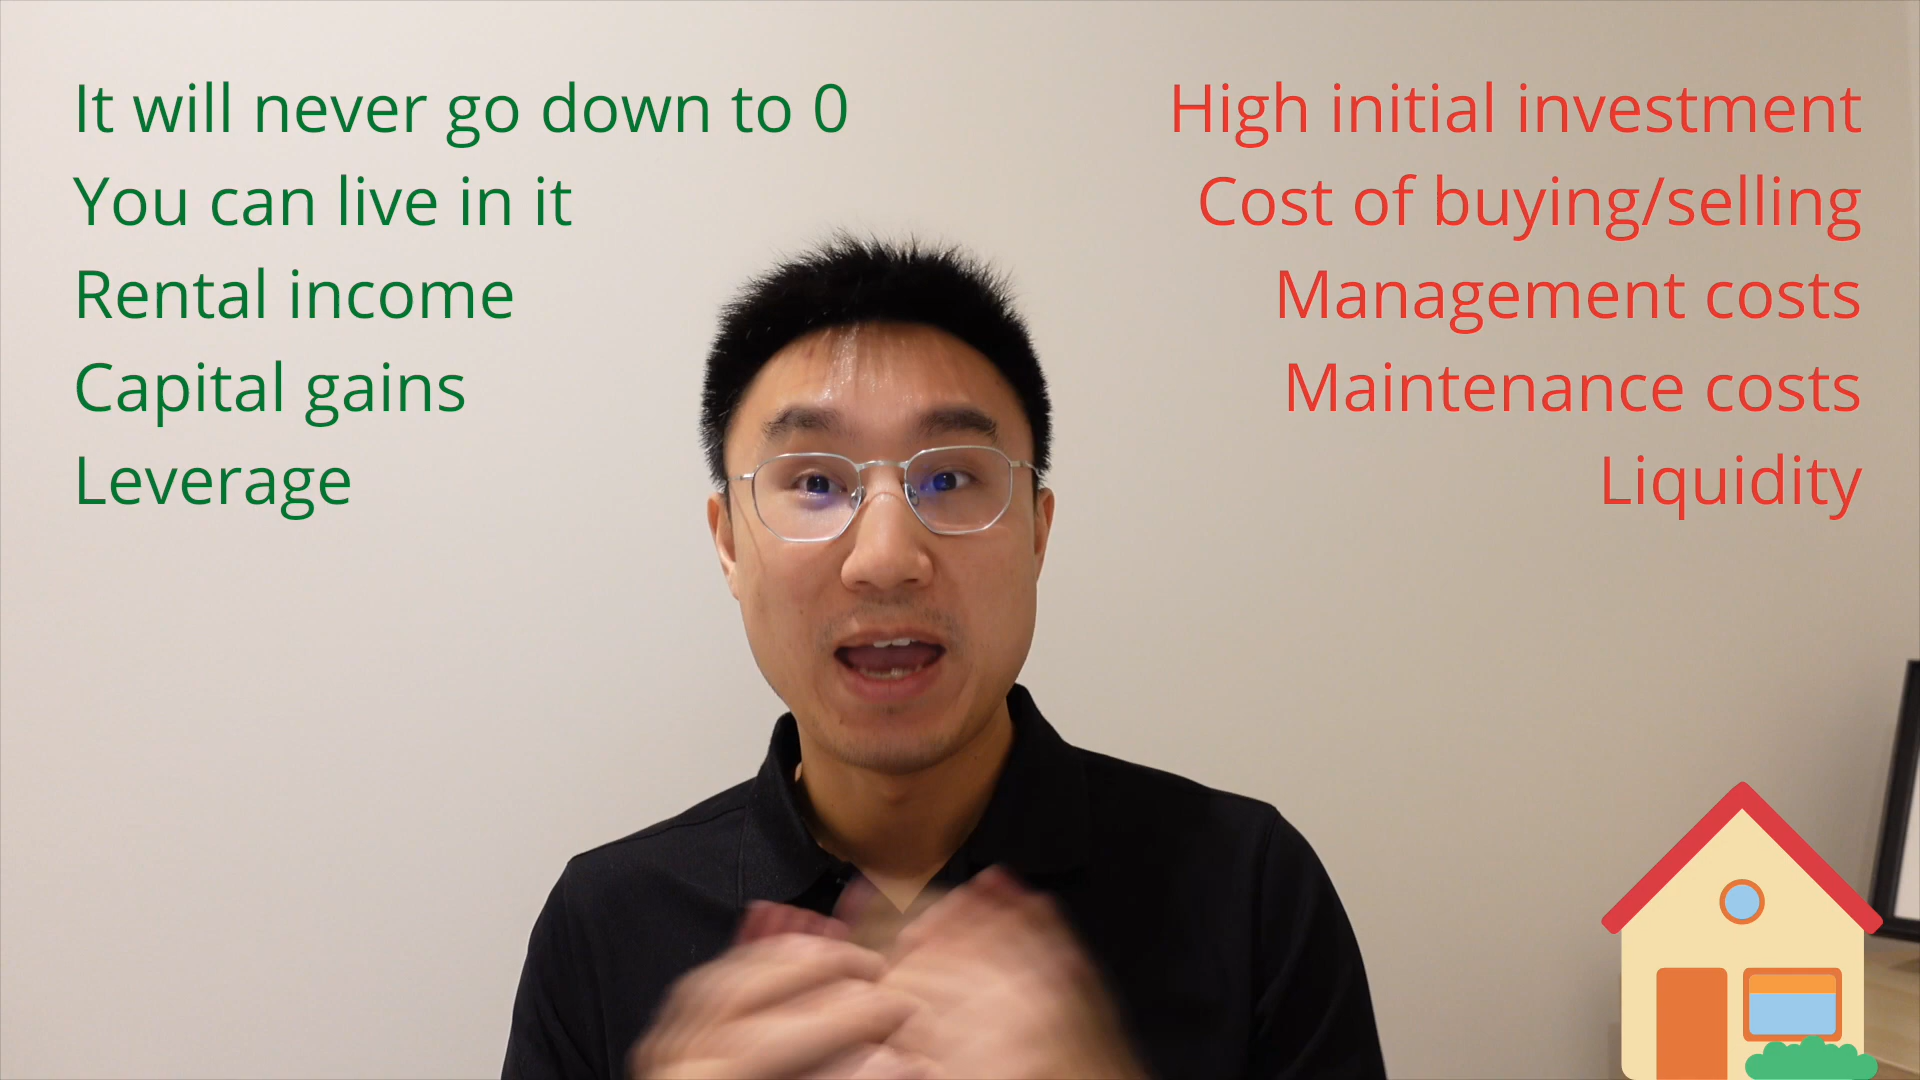 It will never go down to 0
You can live in it
Rental income
Capital gains
Leverage
High initial investment
Cost of buying/selling
Management costs
Maintenance costs
Liquidity